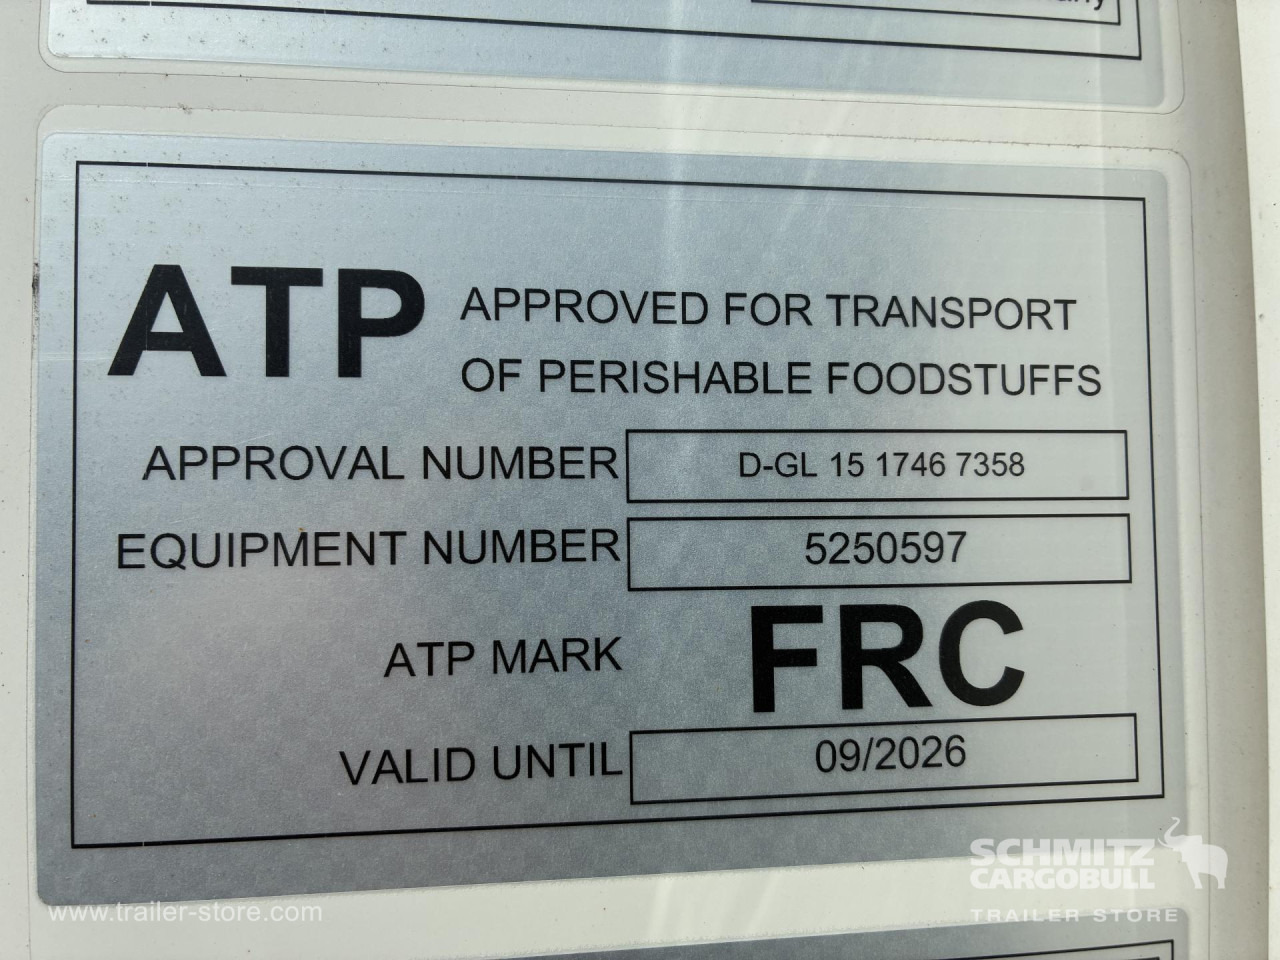 ATP APPROVED FOR TRANSPORT
OF PERISHABLE FOODSTUFFS
APPROVAL NUMBER D-GL 15 1746 7358
EQUIPMENT NUMBER 5250597
ATP MARK FRC
VALID UNTIL 09/2026
SCHMITZ
CARGOBULL
TRAILER STORE
www.trailer-store.com